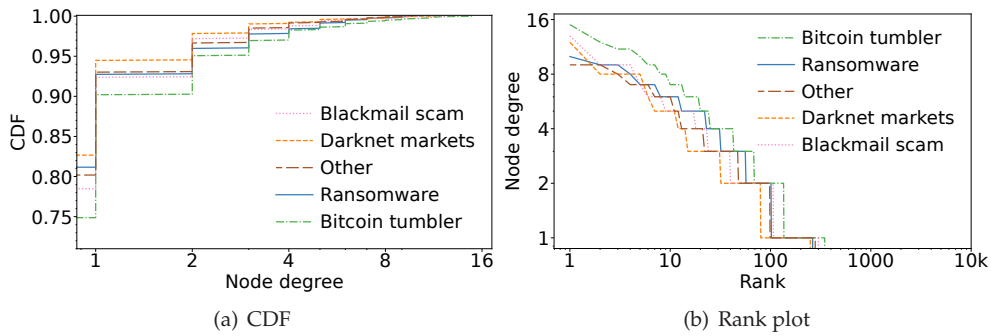 1.00
0.95
0.90
0.85
0.80
0.75
CDF
Blackmail scam
Darknet markets
Other
Ransomware
Bitcoin tumbler
1 2 4 8 16
Node degree
(a) CDF
16
8
4
2
1
Node degree
Bitcoin tumbler
Ransomware
Other
Darknet markets
Blackmail scam
1 10 100 1000 10k
Rank
(b) Rank plot